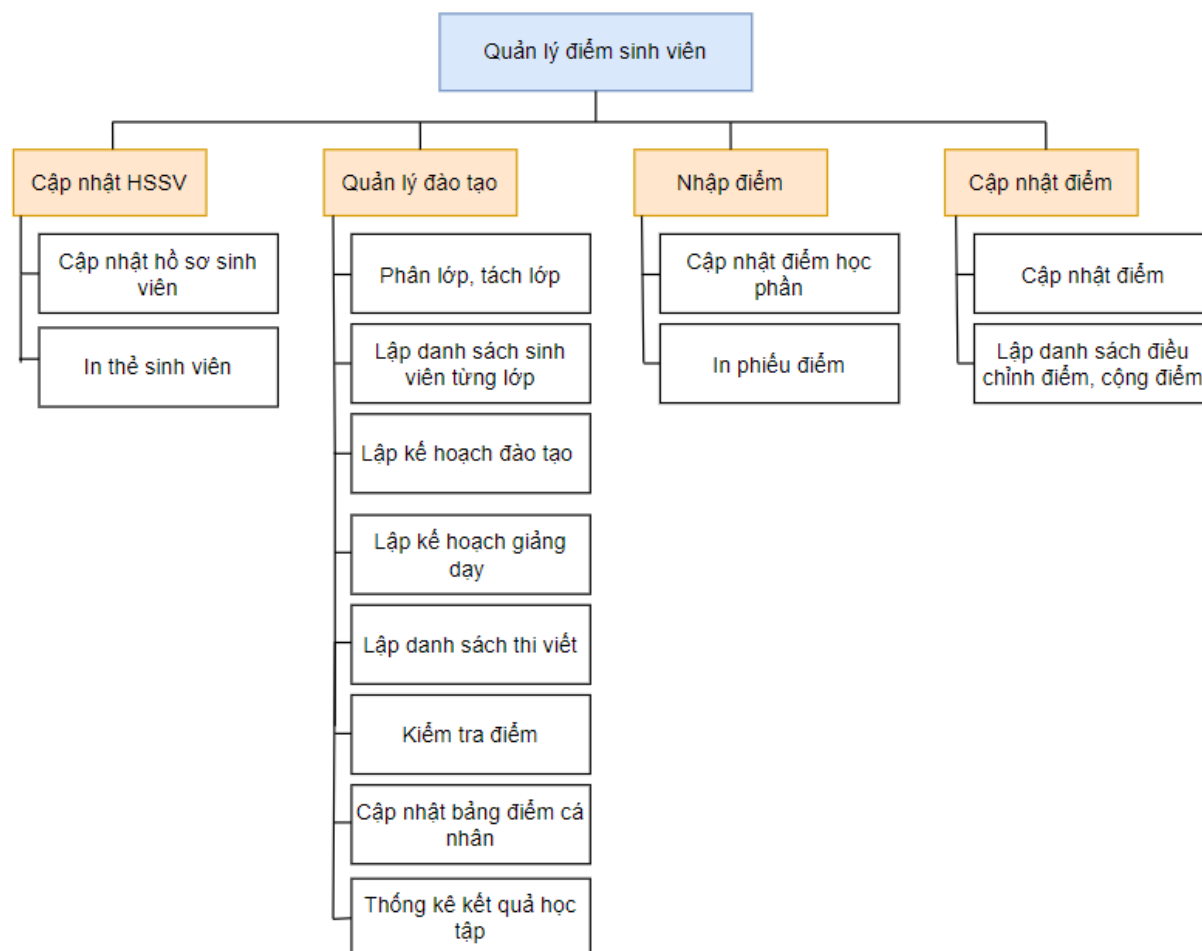 Quản lý điểm sinh viên
Cập nhật HSSV
Quản lý đào tạo
Nhập điểm
Cập nhật điểm
Cập nhật hồ sơ sinh
viên
In thẻ sinh viên
Phân lớp, tách lớp
Lập danh sách sinh
viên từng lớp
Lập kế hoạch đào tạo
Lập kế hoạch giảng
dạy
Lập danh sách thi viết
Kiểm tra điểm
Cập nhật bảng điểm cá
nhân
Thống kê kết quả học
tập
Cập nhật điểm học
phần
In phiếu điểm
Cập nhật điểm
Lập danh sách điều
chỉnh điểm, cộng điểm